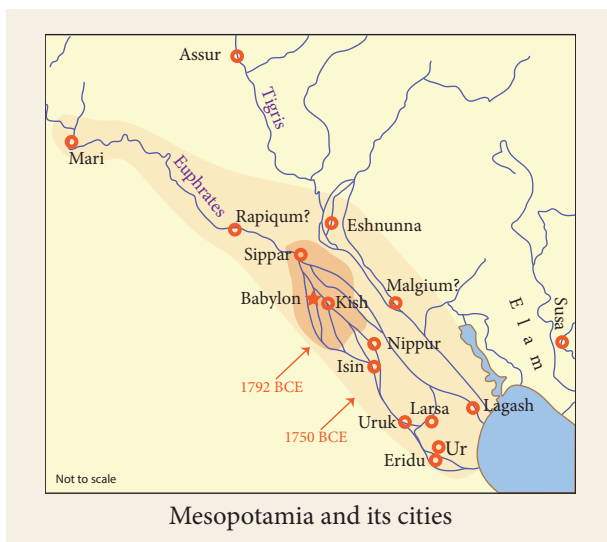 Assur
Tigris
Mari
Euphrates
Rapiqum?
Eshnunna
Sippar
Malgium?
Babylon
Kish
Elam
Susa
Nippur
Isin
1792 BCE
Larsa
Lagash
Uruk
1750 BCE
Ur
Eridu
Not to scale
Mesopotamia and its cities